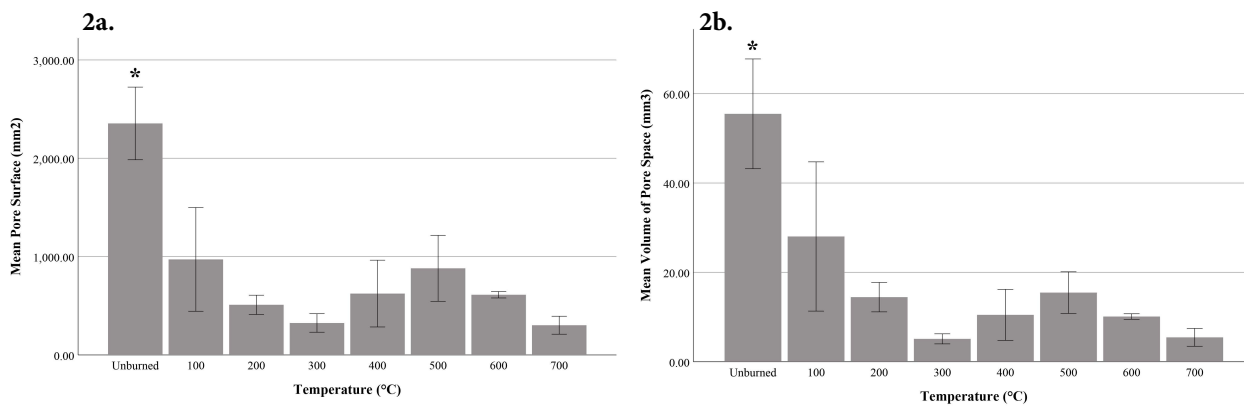 2a.
*
3,000.00
2,000.00
1,000.00
0.00
Mean Pore Surface (mm2)
Unburned 100 200 300 400 500 600 700
Temperature (°C)
2b.
*
60.00
40.00
20.00
0.00
Mean Volume of Pore Space (mm3)
Unburned 100 200 300 400 500 600 700
Temperature (°C)